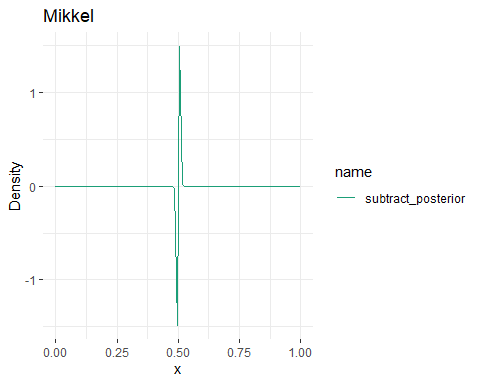 Mikkel
Density
1
0
-1
0.00 0.25 0.50 0.75 1.00
x
name
subtract_posterior